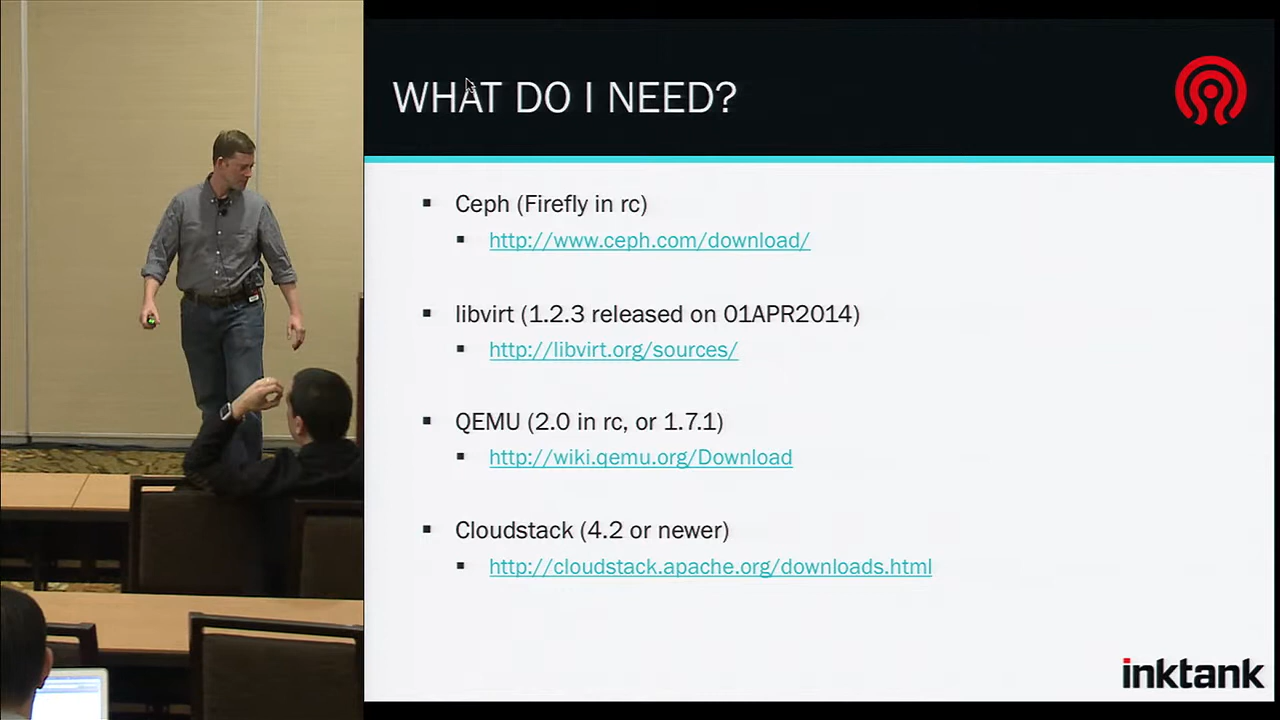 WHAT DO I NEED?
Ceph (Firefly in rc)
http://www.ceph.com/download/
libvirt (1.2.3 released on 01APR2014)
http://libvirt.org/sources/
QEMU (2.0 in rc, or 1.7.1)
http://wiki.qemu.org/Download
Cloudstack (4.2 or newer)
http://cloudstack.apache.org/downloads.html
inktank